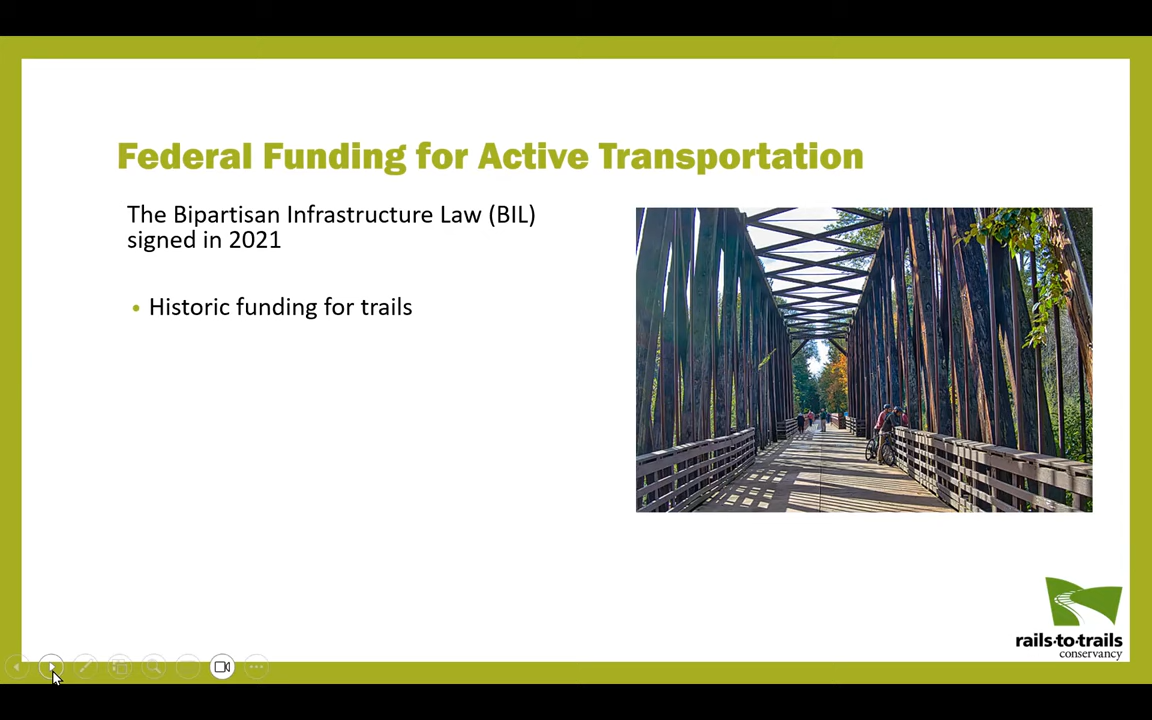 Federal Funding for Active Transportation
The Bipartisan Infrastructure Law (BIL)
signed in 2021
• Historic funding for trails
rails·to·trails
conservancy